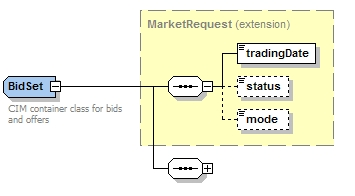 MarketRequest (extension)
tradingDate
BidSet
status
CIM container class for bids
and offers
mode